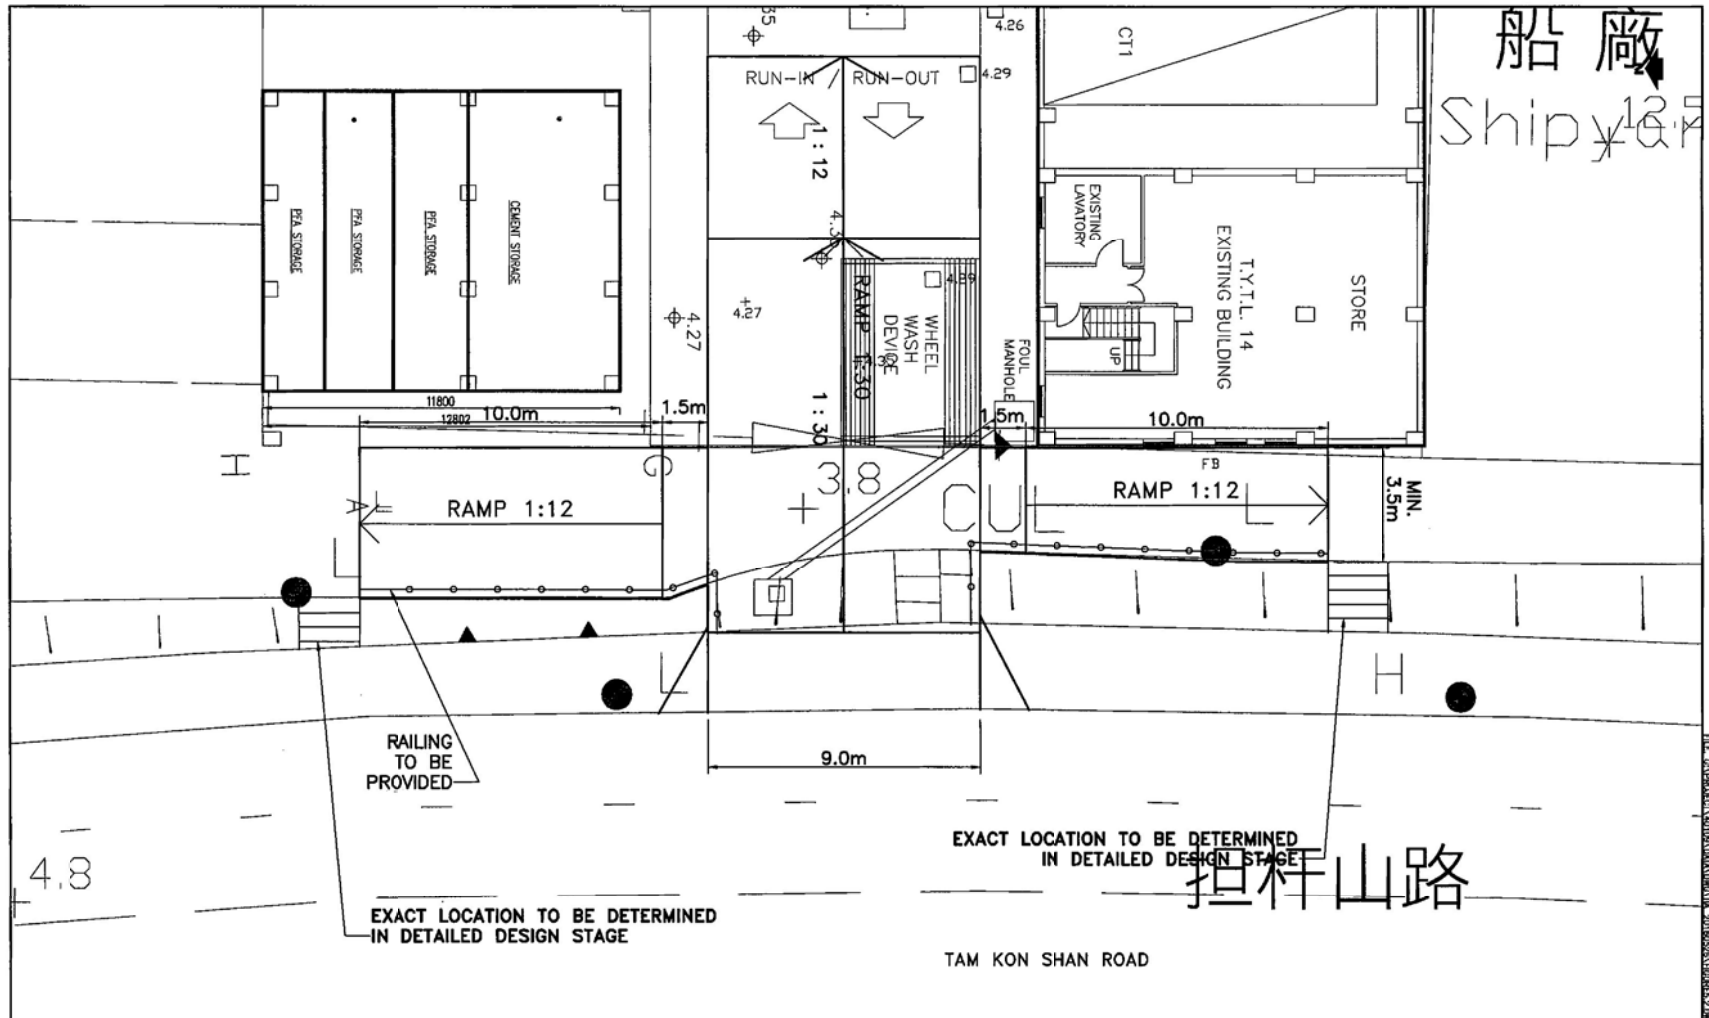 35
4.26
船 廠
CT1
RUN-IN / RUN-OUT
4.29
Shipyar
12.5
1 : 12
EXISTING
LAVATORY
PFA STORAGE
PFA STORAGE
PFA STORAGE
CEMENT STORAGE
T.Y.T.L. 14
EXISTING BUILDING
STORE
4.27
4.27
RAMP 1:30
WHEEL
WASH
DEVICE
1 : 30
FOUL
MANHOLE
UP
11800
12802
10.0m
1.5m
1.5m
10.0m
H
G
3.8
FB
RAMP 1:12
RAMP 1:12
MIN.
3.5m
L
L
H
RAILING
TO BE
PROVIDED
9.0m
EXACT LOCATION TO BE DETERMINED
IN DETAILED DESIGN STAGE
担杆山路
4.8
EXACT LOCATION TO BE DETERMINED
IN DETAILED DESIGN STAGE
TAM KON SHAN ROAD